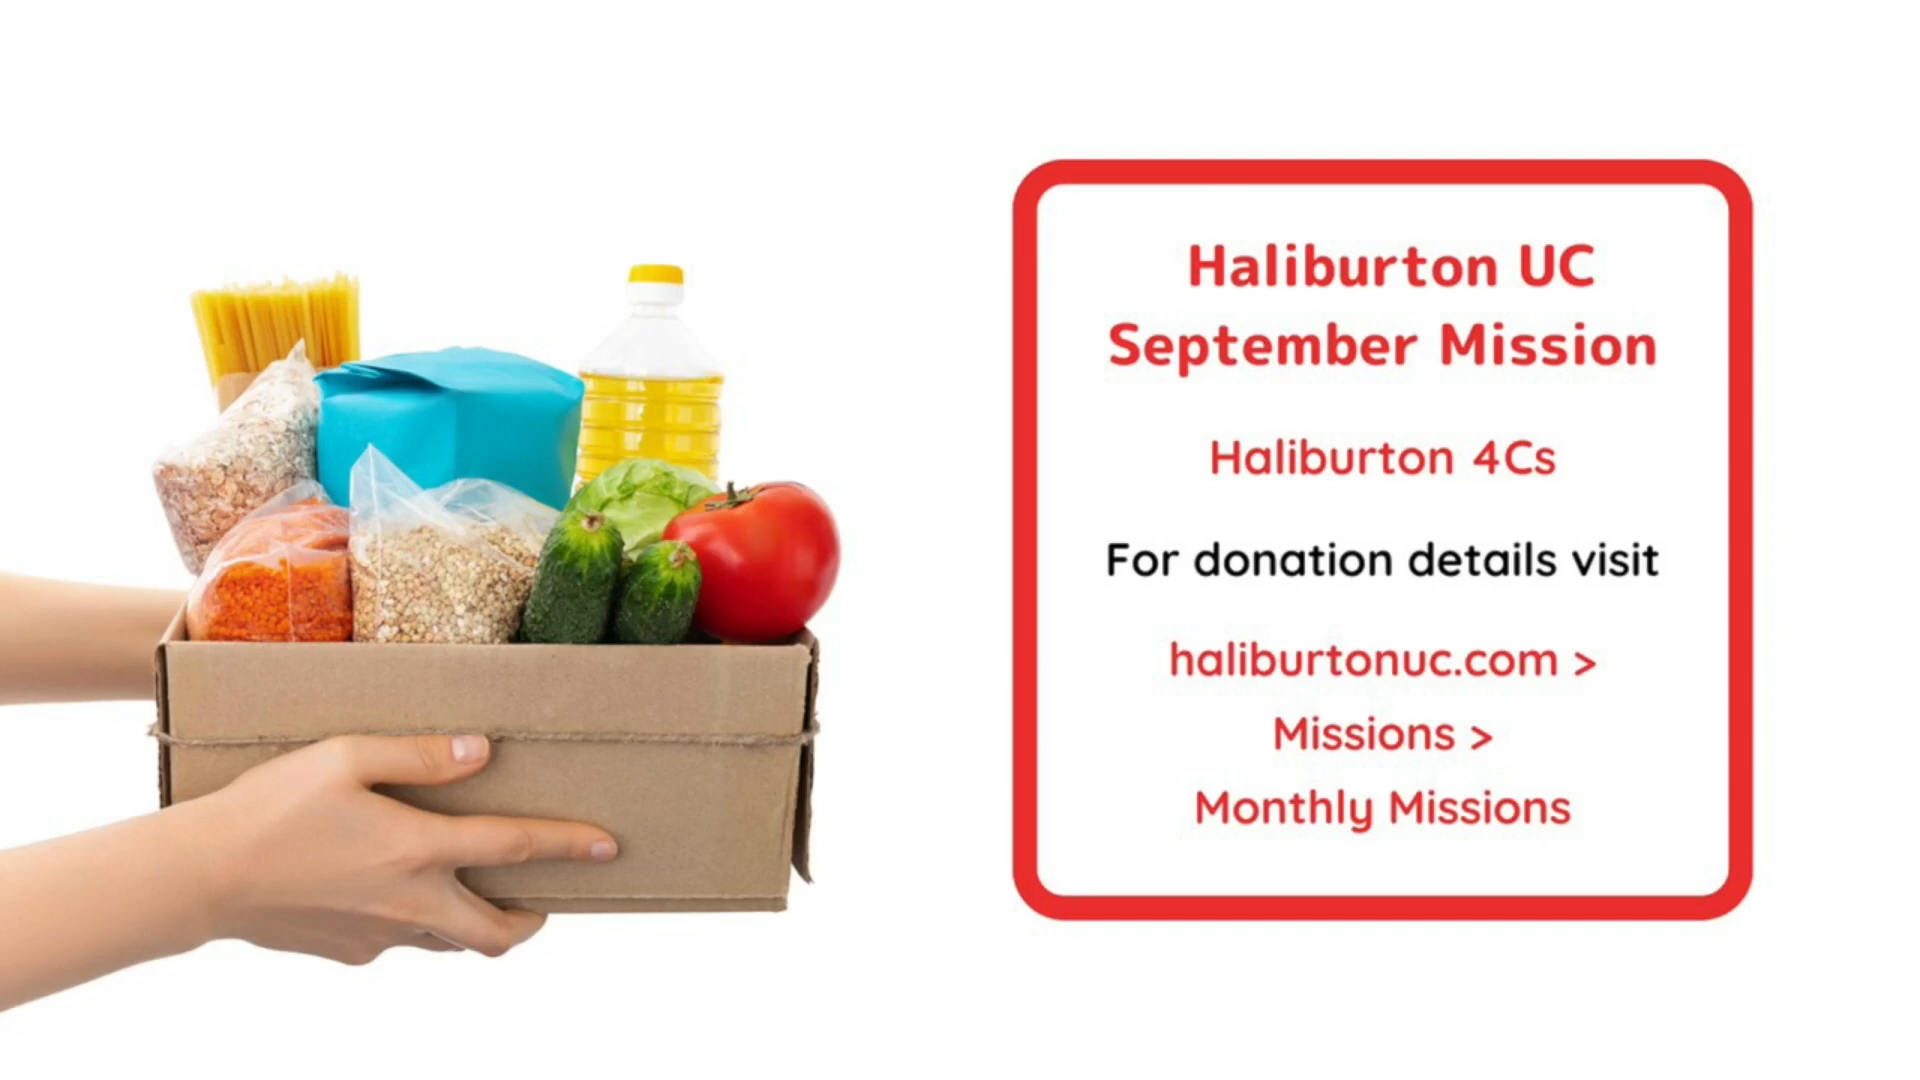 Haliburton UC
September Mission
Haliburton 4Cs
For donation details visit
haliburtonuc.com >
Missions >
Monthly Missions